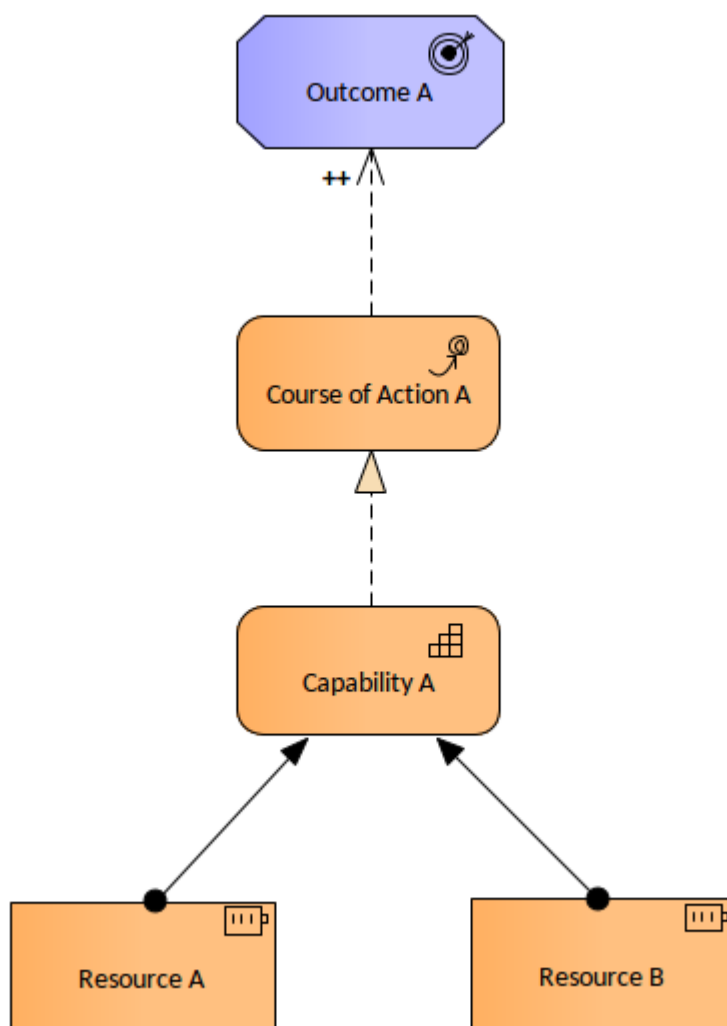 Outcome A
++
Course of Action A
Capability A
Resource A
Resource B